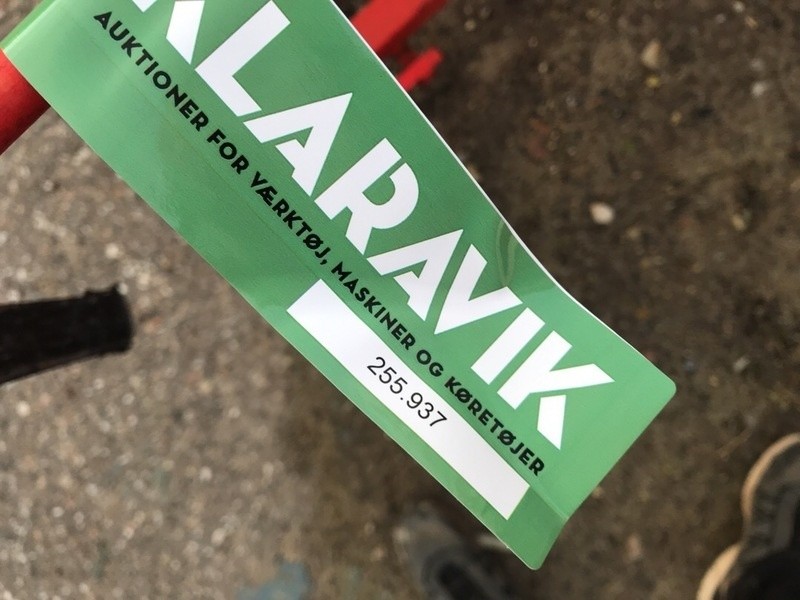 KLARAVIK
AUKTIONER FOR VÆRKTØJ, MASKINER OG KØRETØJER
255.937